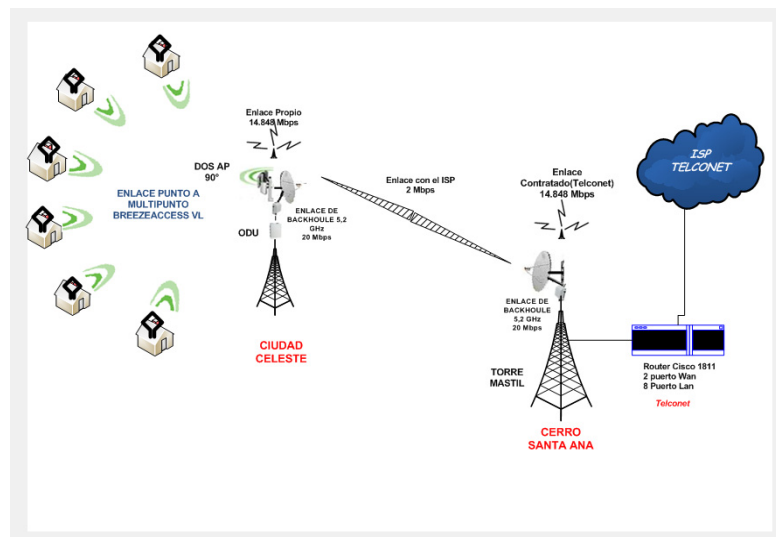 Enlace Propio
14.848 Mbps
DOS AP
90°
ENLACE PUNTO A
MULTIPUNTO
BREEZEACCESS VL
ENLACE DE
BACKHOULE 5,2
GHz
20 Mbps
ODU
CIUDAD
CELESTE
Enlace con el ISP
2 Mbps
Enlace
Contratado(Telconet)
14.848 Mbps
ISP
TELCONET
ENLACE DE
BACKHOULE
5,2 GHz
20 Mbps
TORRE
MASTIL
CERRO
SANTA ANA
Router Cisco 1811
2 puerto Wan
8 Puerto Lan
Telconet